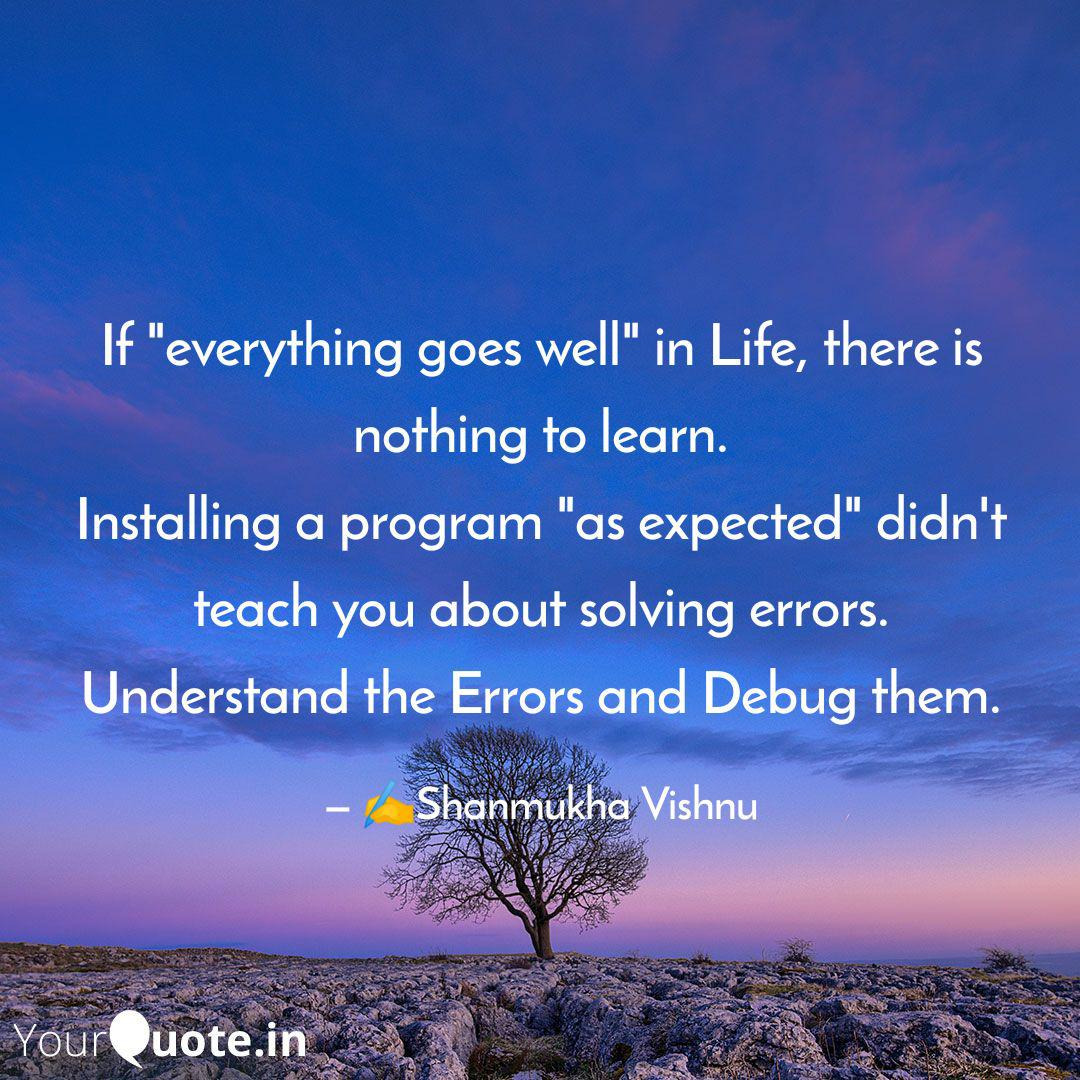 If "everything goes well" in Life, there is
nothing to learn.
Installing a program "as expected" didn't
teach you about solving errors.
Understand the Errors and Debug them.
– ✍Shanmukha Vishnu
YourQuote.in